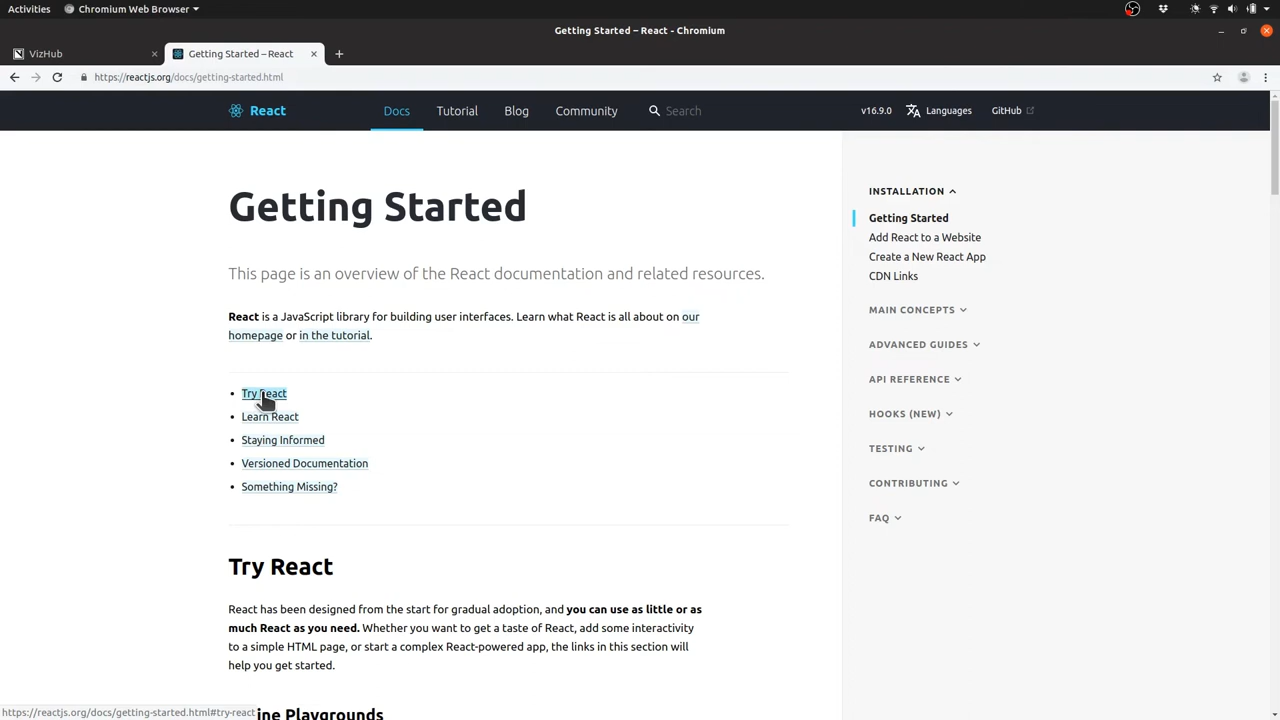 Activities
Chromium Web Browser
Getting Started – React - Chromium
VizHub
Getting Started – React
https://reactjs.org/docs/getting-started.html
React
Docs
Tutorial
Blog
Community
Search
v16.9.0
Languages
GitHub
Getting Started
This page is an overview of the React documentation and related resources.
React is a JavaScript library for building user interfaces. Learn what React is all about on our
homepage or in the tutorial.
• Try React
• Learn React
• Staying Informed
• Versioned Documentation
• Something Missing?
Try React
React has been designed from the start for gradual adoption, and you can use as little or as
much React as you need. Whether you want to get a taste of React, add some interactivity
to a simple HTML page, or start a complex React-powered app, the links in this section will
help you get started.
Playgrounds
INSTALLATION
Getting Started
Add React to a Website
Create a New React App
CDN Links
MAIN CONCEPTS
ADVANCED GUIDES
API REFERENCE
HOOKS (NEW)
TESTING
CONTRIBUTING
FAQ
https://reactjs.org/docs/getting-started.html#try-react